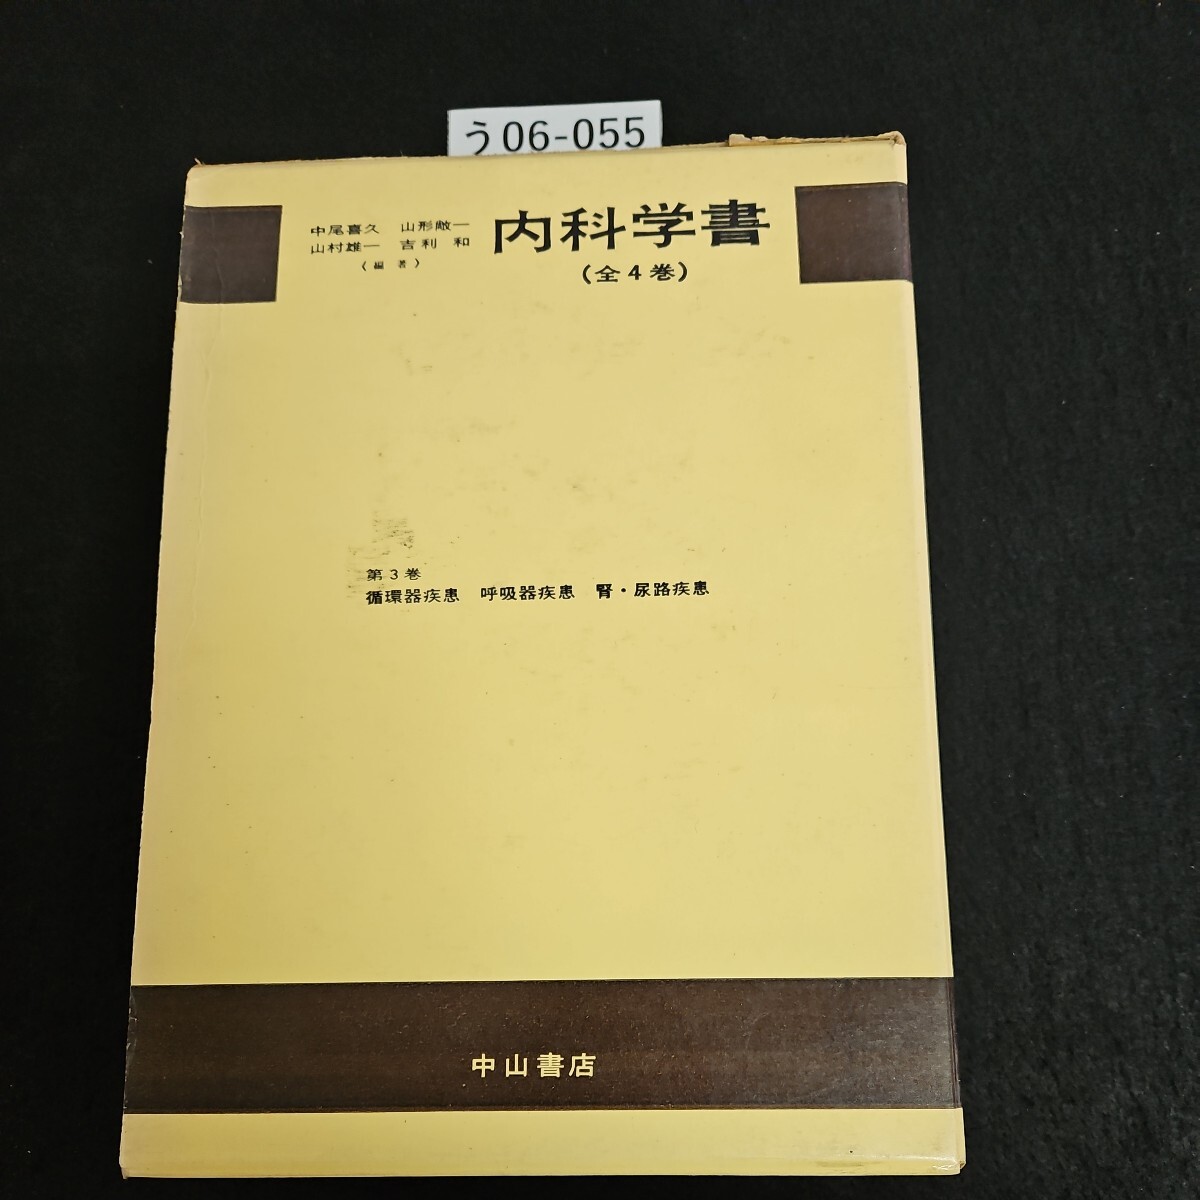 う06-055
中尾喜久 山形敞一
山村雄一 吉利 和
(編 著)
内科学書
(全4巻)
第3巻
循環器疾患 呼吸器疾患 腎・尿路疾患
中山書店